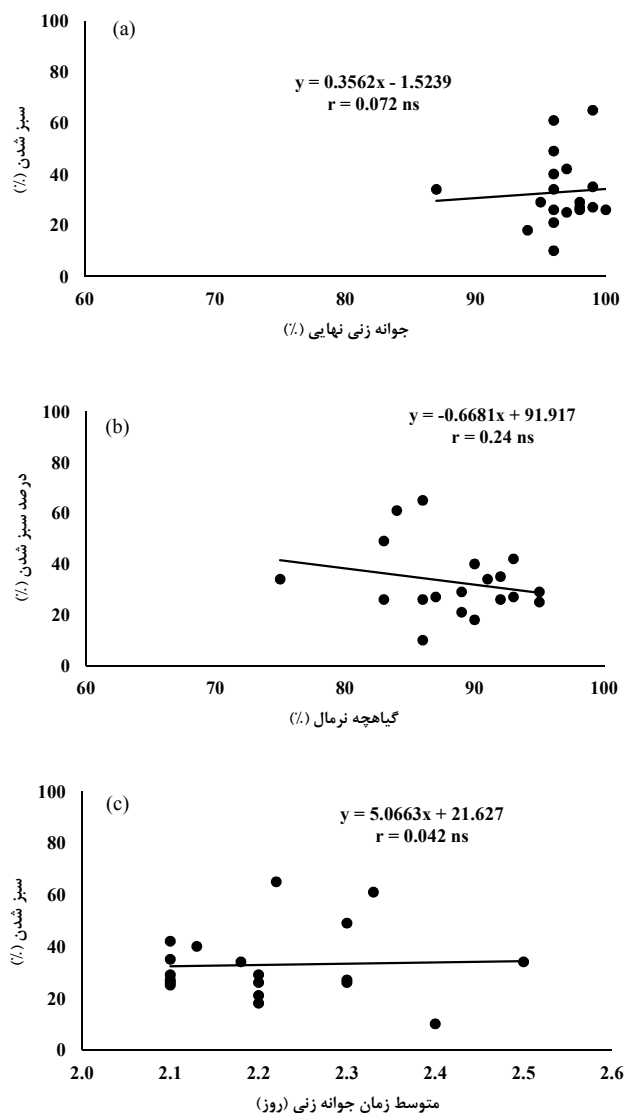 (a)
y = 0.3562x - 1.5239
r = 0.072 ns
سبز شدن (٪)
100
80
60
40
20
0
60 70 80 90 100
جوانه زنی نهایی (٪)
(b)
y = -0.6681x + 91.917
r = 0.24 ns
درصد سبز شدن (٪)
100
80
60
40
20
0
60 70 80 90 100
گیاهچه نرمال (٪)
(c)
y = 5.0663x + 21.627
r = 0.042 ns
سبز شدن (٪)
100
80
60
40
20
0
2.0 2.1 2.2 2.3 2.4 2.5 2.6
متوسط زمان جوانه زنی (روز)